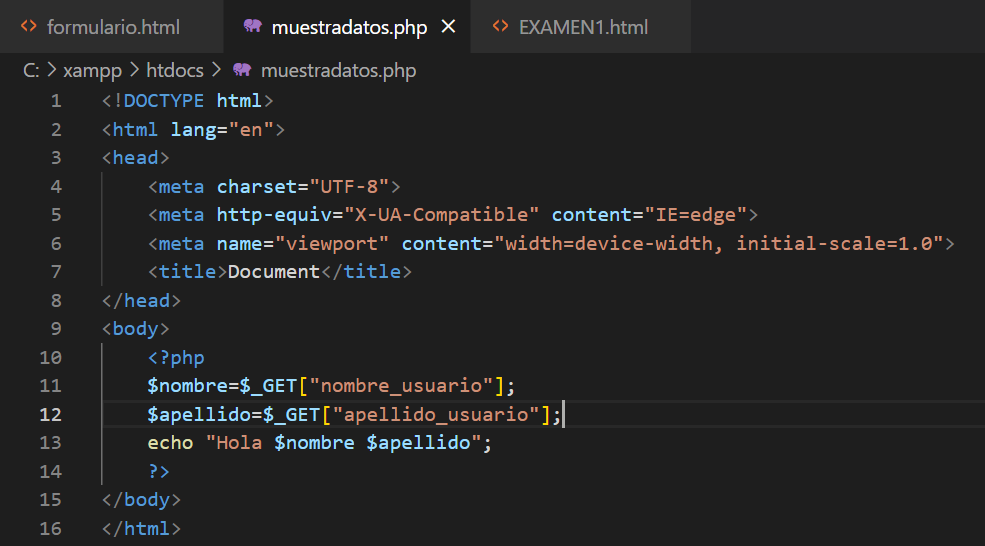 formulario.html muestradatos.php EXAMEN1.html
C: > xampp > htdocs > muestradatos.php
1 <!DOCTYPE html>
2 <html lang="en">
3 <head>
4 <meta charset="UTF-8">
5 <meta http-equiv="X-UA-Compatible" content="IE=edge">
6 <meta name="viewport" content="width=device-width, initial-scale=1.0">
7 <title>Document</title>
8 </head>
9 <body>
10 <?php
11 $nombre=$_GET["nombre_usuario"];
12 $apellido=$_GET["apellido_usuario"];
13 echo "Hola $nombre $apellido";
14 ?>
15 </body>
16 </html>